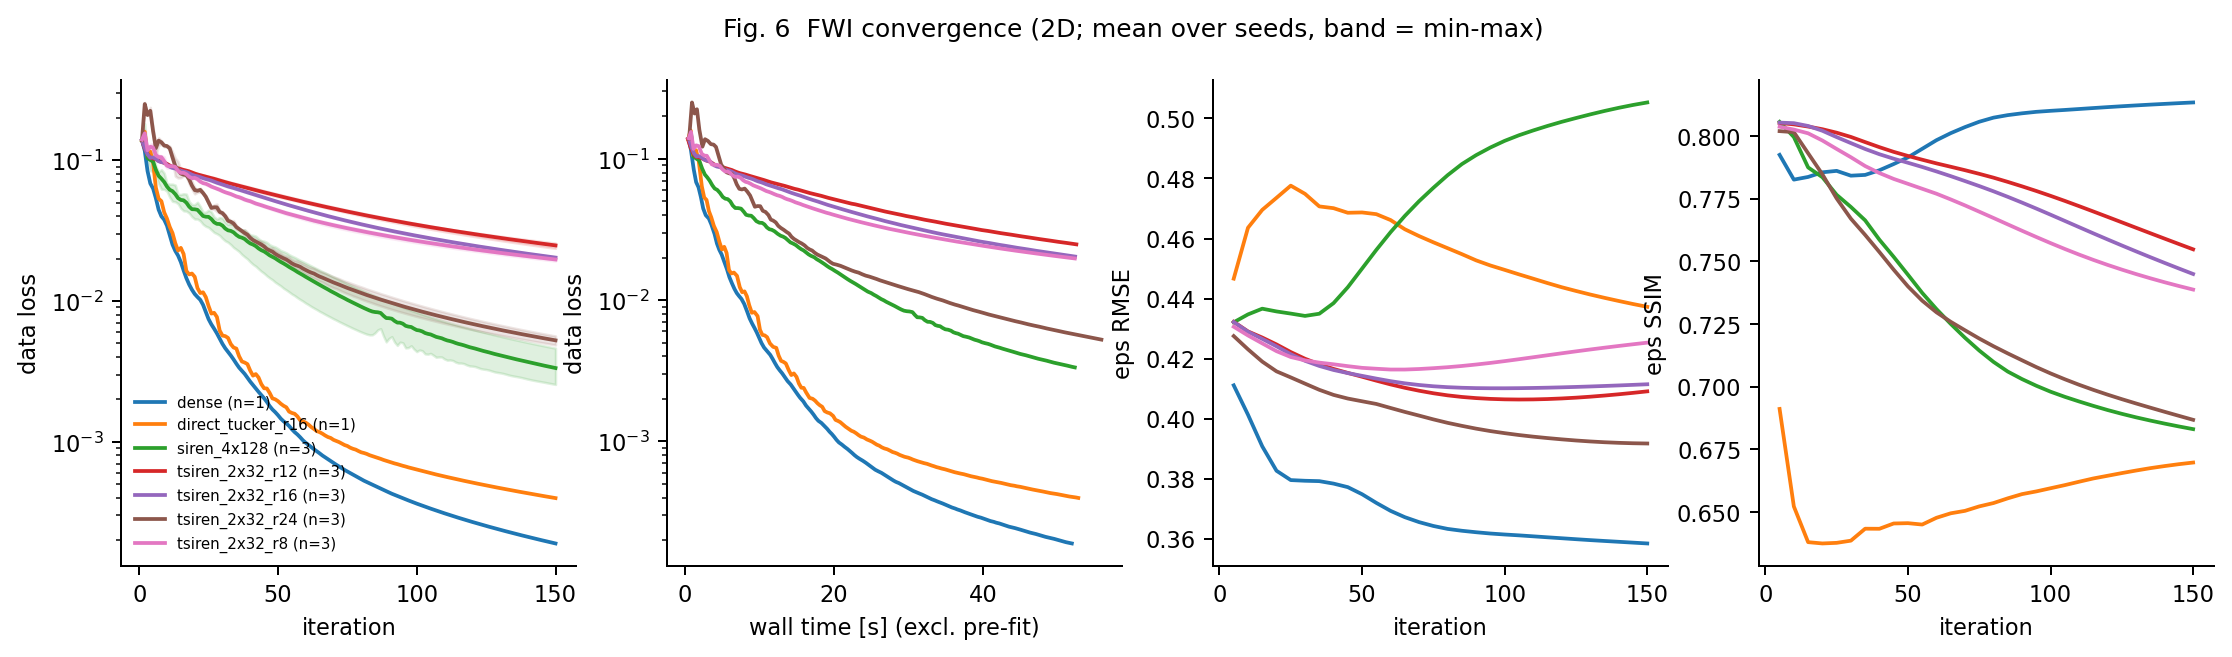 Fig. 6  FWI convergence (2D; mean over seeds, band = min-max)
data loss
10⁻¹
10⁻²
10⁻³
dense (n=1)
direct_tucker_r16 (n=1)
siren_4x128 (n=3)
tsiren_2x32_r12 (n=3)
tsiren_2x32_r16 (n=3)
tsiren_2x32_r24 (n=3)
tsiren_2x32_r8 (n=3)
0 50 100 150
iteration
data loss
10⁻¹
10⁻²
10⁻³
0 20 40
wall time [s] (excl. pre-fit)
eps RMSE
0.50
0.48
0.46
0.44
0.42
0.40
0.38
0.36
0 50 100 150
iteration
eps SSIM
0.800
0.775
0.750
0.725
0.700
0.675
0.650
0 50 100 150
iteration